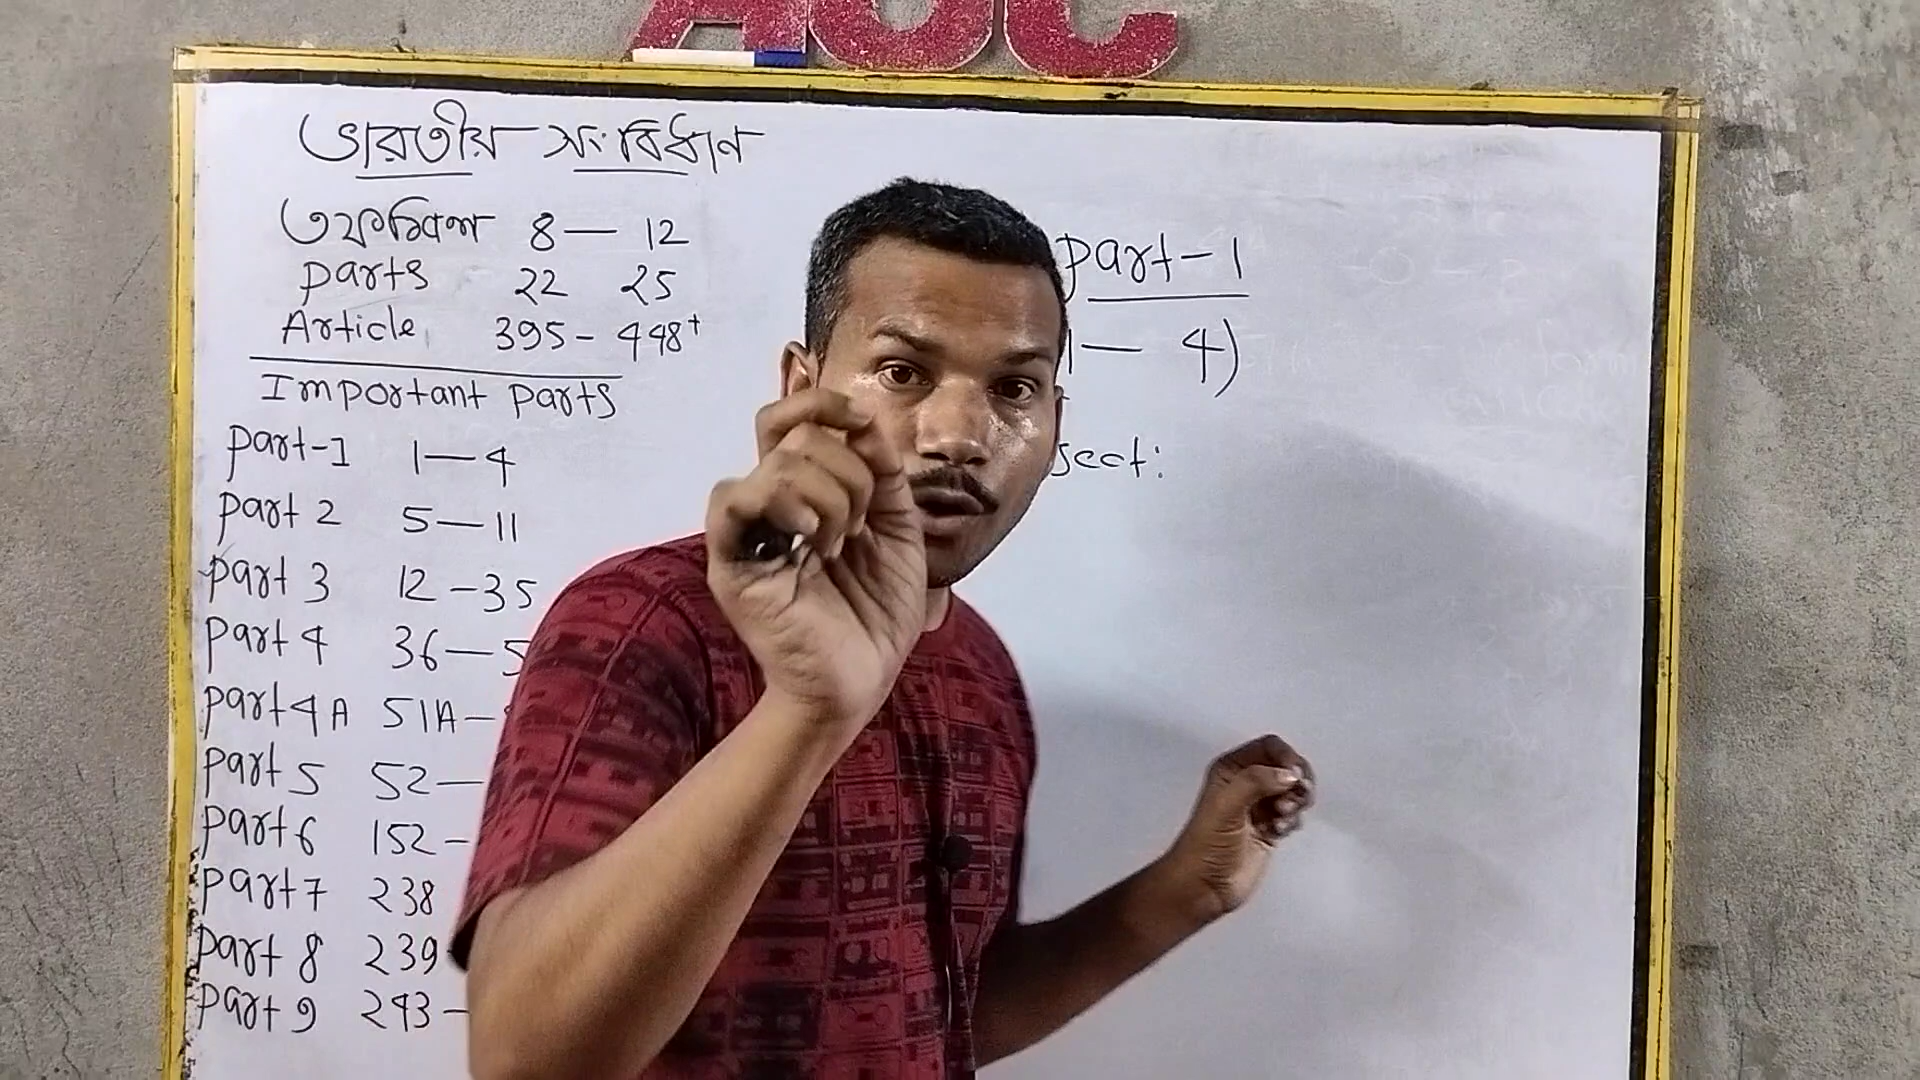 AOC
ভারতীয় সংবিধান
তফসিল 8 — 12
parts 22 25
Article 395 - 448+
Important parts
part-1 1 — 4
part 2 5 — 11
part 3 12 - 35
part 4 36 — 5
part 4A 51A -
part 5 52 —
part 6 152 -
part 7 238
part 8 239
part 9 243 -
part - 1
1 — 4)
sect: